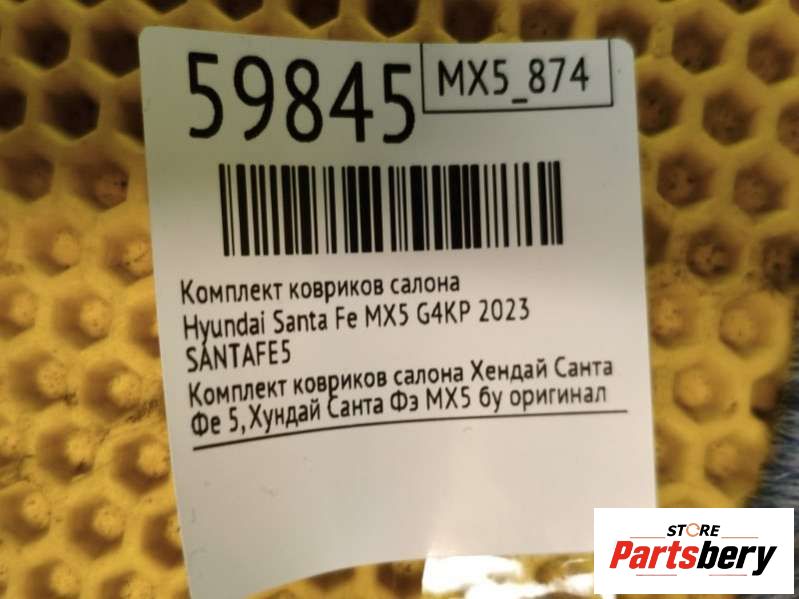 59845
MX5_874
Комплект ковриков салона
Hyundai Santa Fe MX5 G4KP 2023
SANTAFE5
Комплект ковриков салона Хендай Санта
Фе 5,Хундай Санта Фэ MX5 бу оригинал
STORE
Partsbery